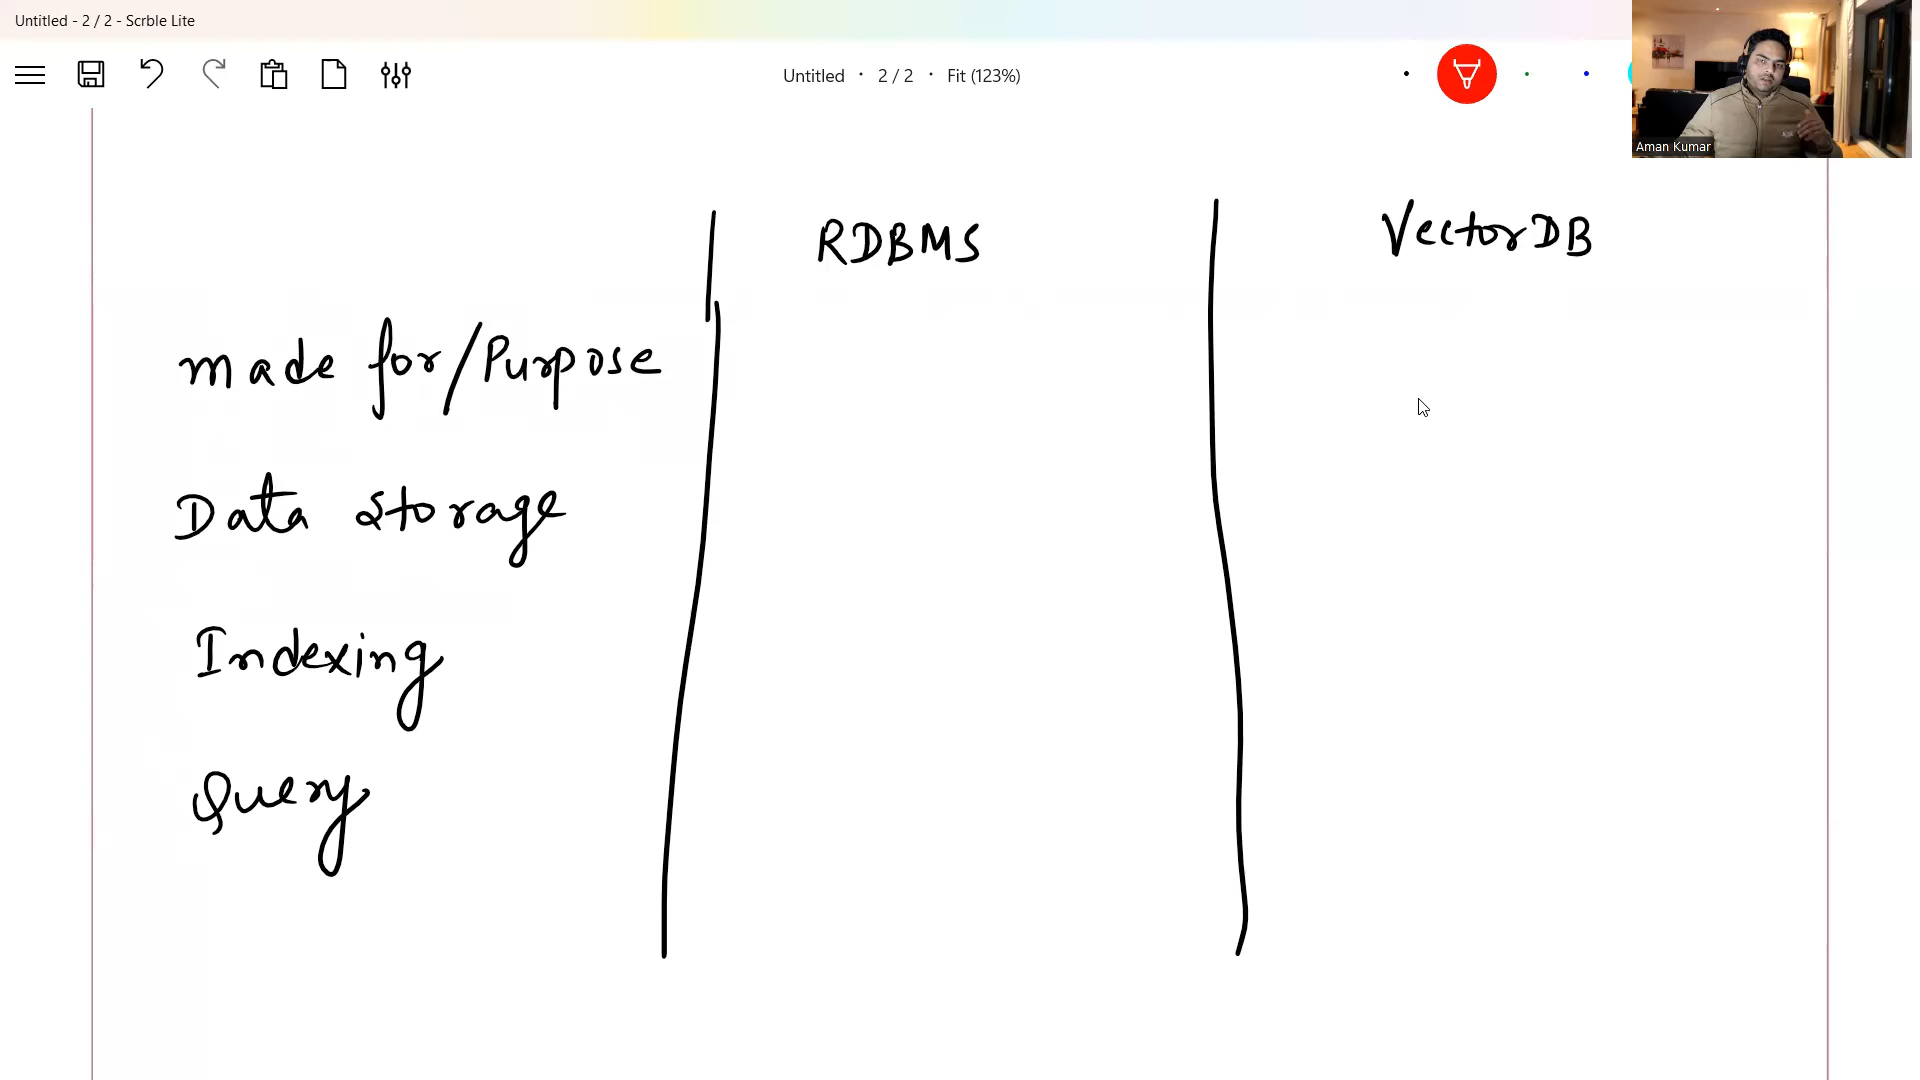 Untitled - 2 / 2 - Scrble Lite
Untitled • 2 / 2 • Fit (123%)
Aman Kumar
RDBMS VectorDB
made for/Purpose
Data Storage
Indexing
Query